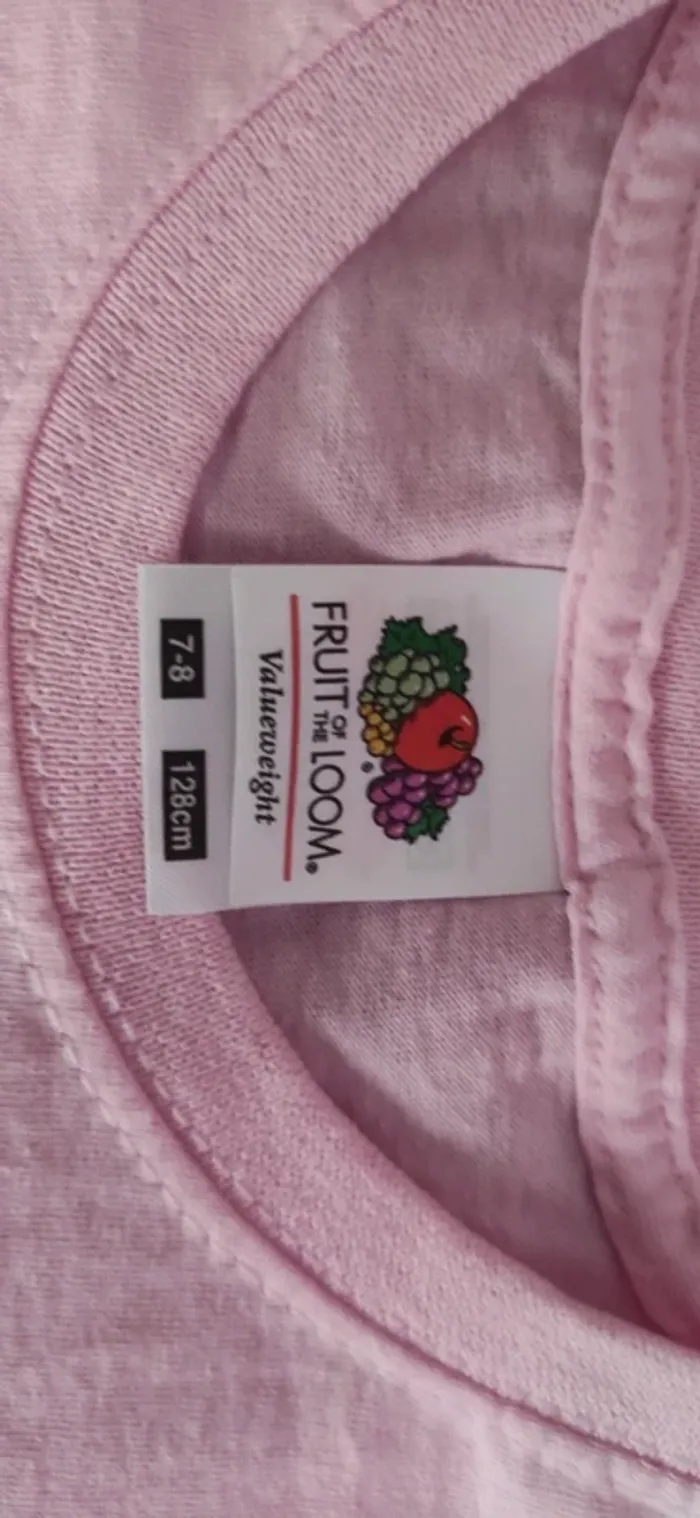 FRUIT OF THE LOOM®
Valueweight
7-8 128cm